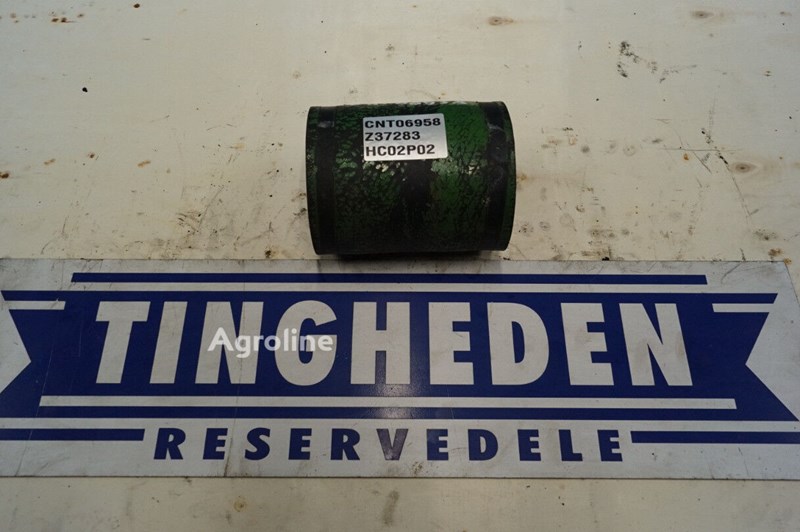 CNT06958
Z37283
HC02P02
TINGHEDEN
Agroline
RESERVEDELE